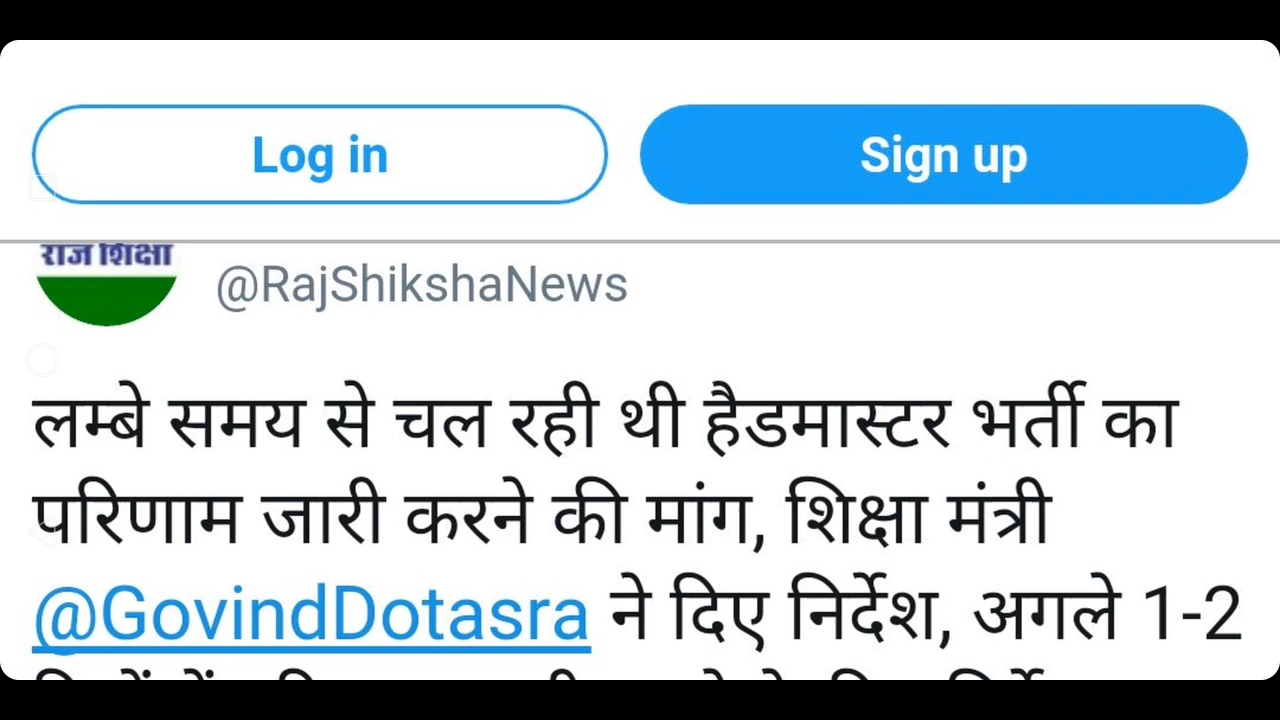 Log in
Sign up
राज शिक्षा
@RajShikshaNews
लम्बे समय से चल रही थी हैडमास्टर भर्ती का
परिणाम जारी करने की मांग, शिक्षा मंत्री
@GovindDotasra ने दिए निर्देश, अगले 1-2